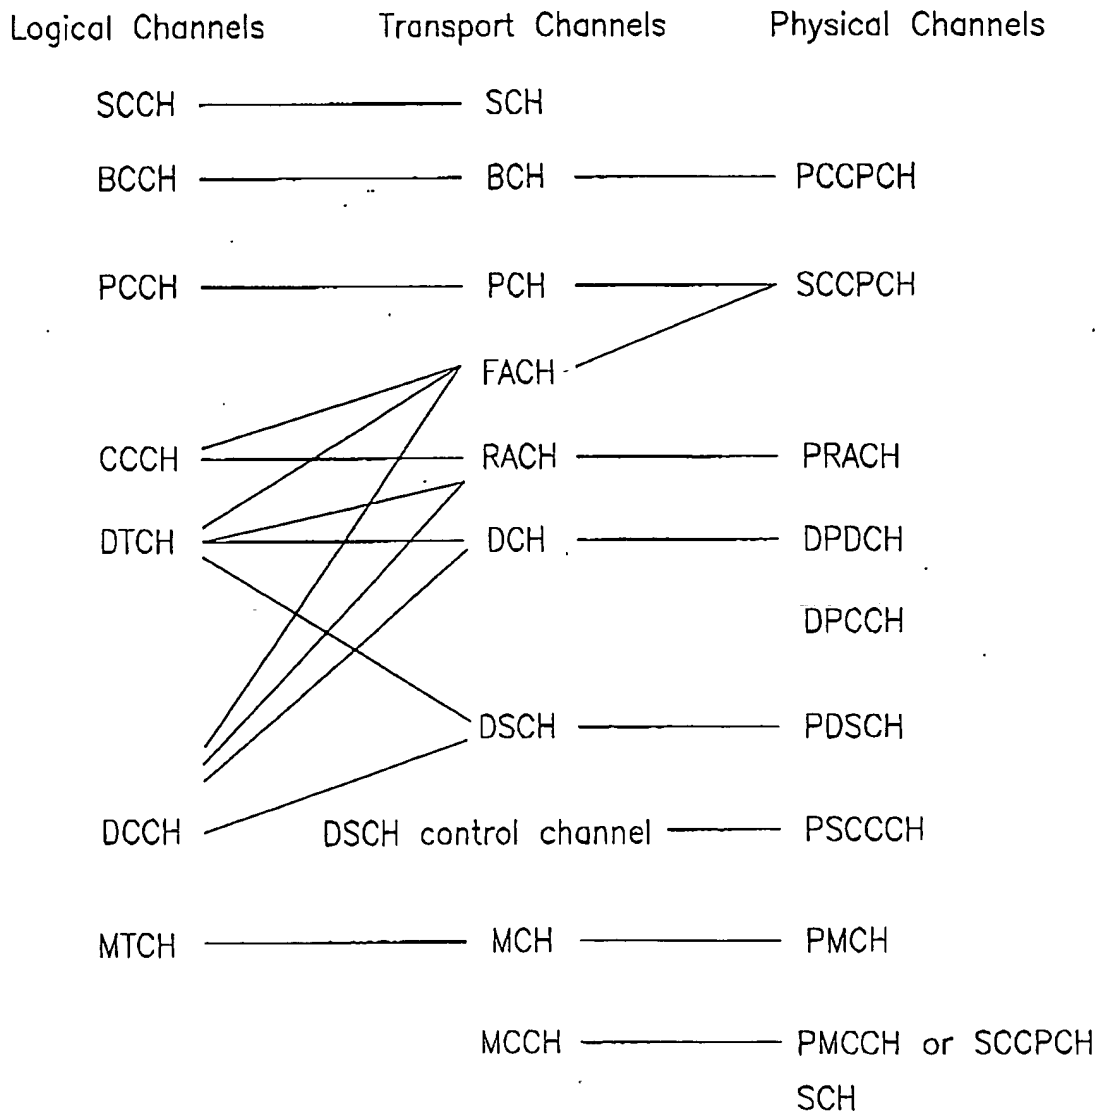 Logical Channels Transport Channels Physical Channels
SCCH SCH
BCCH BCH PCCPCH
PCCH PCH SCCPCH
FACH
CCCH RACH PRACH
DTCH DCH DPDCH
DPCCH
DSCH PDSCH
DCCH DSCH control channel PSCCCH
MTCH MCH PMCH
MCCH PMCCH or SCCPCH
SCH